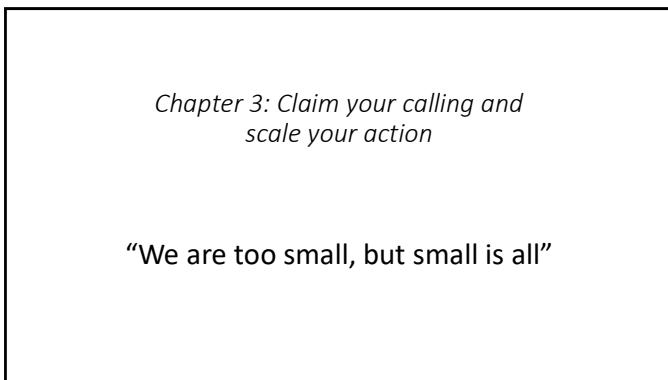 Chapter 3: Claim your calling and
scale your action
“We are too small, but small is all”